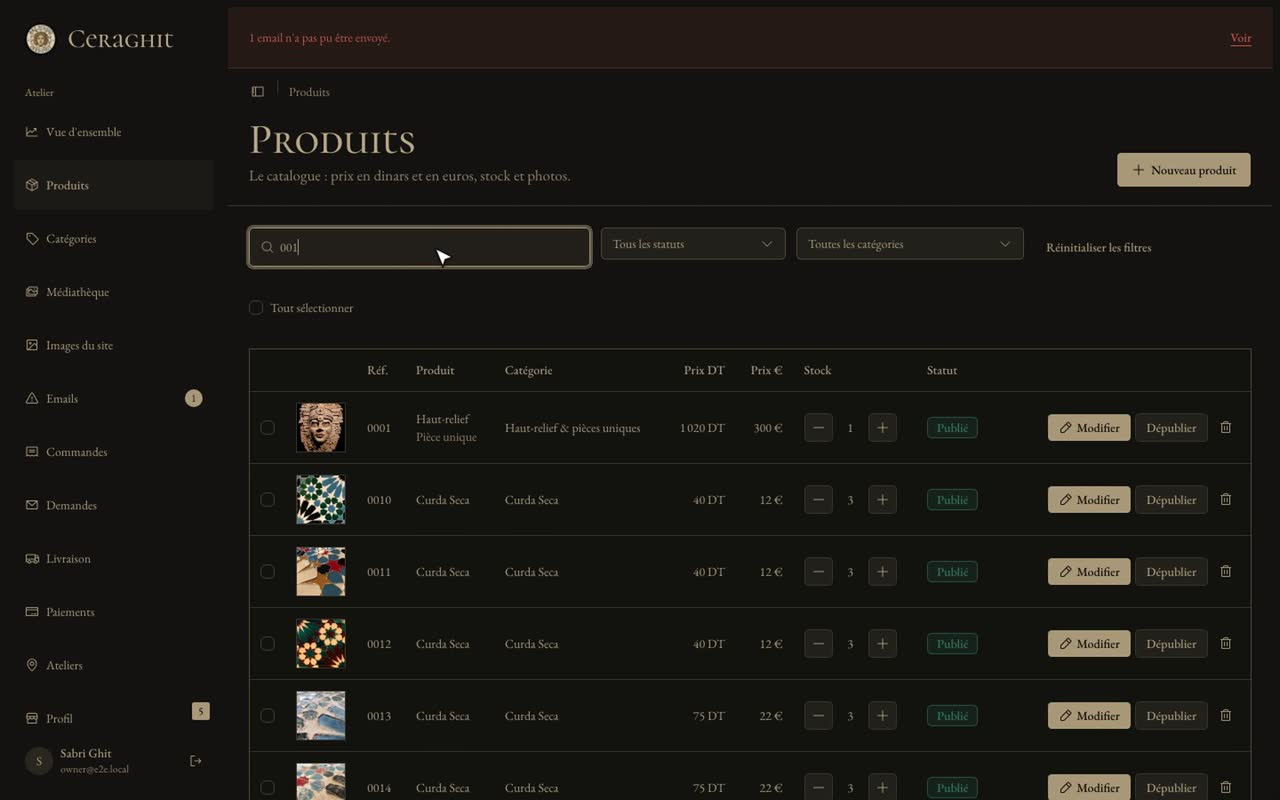 Ceraghit
1 email n'a pas pu être envoyé.
Voir
Atelier
Produits
Vue d'ensemble
Produits
Le catalogue : prix en dinars et en euros, stock et photos.
Nouveau produit
Produits
Catégories
001
Tous les statuts
Toutes les catégories
Réinitialiser les filtres
Médiathèque
Tout sélectionner
Images du site
Réf. Produit Catégorie Prix DT Prix € Stock Statut
Emails 1
0001 Haut-relief Haut-relief & pièces uniques 1 020 DT 300 € 1 Publié Modifier Dépublier
Pièce unique
Commandes
0010 Curda Seca Curda Seca 40 DT 12 € 3 Publié Modifier Dépublier
Demandes
Livraison
0011 Curda Seca Curda Seca 40 DT 12 € 3 Publié Modifier Dépublier
Paiements
0012 Curda Seca Curda Seca 40 DT 12 € 3 Publié Modifier Dépublier
Ateliers
0013 Curda Seca Curda Seca 75 DT 22 € 3 Publié Modifier Dépublier
Profil
5
S
Sabri Ghit
owner@e2e.local
0014 Curda Seca Curda Seca 75 DT 22 € 3 Publié Modifier Dépublier